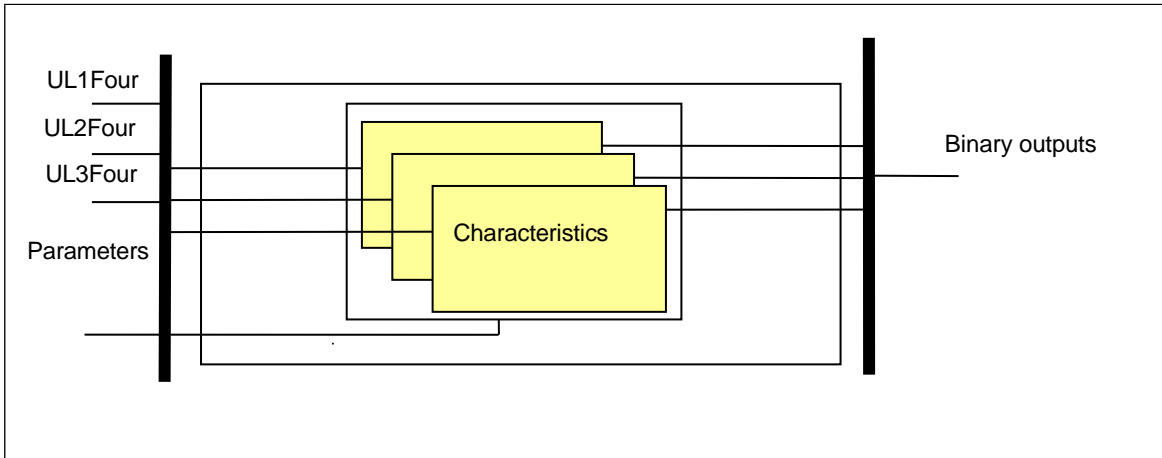 UL1Four
UL2Four
UL3Four
Parameters
Characteristics
Binary outputs